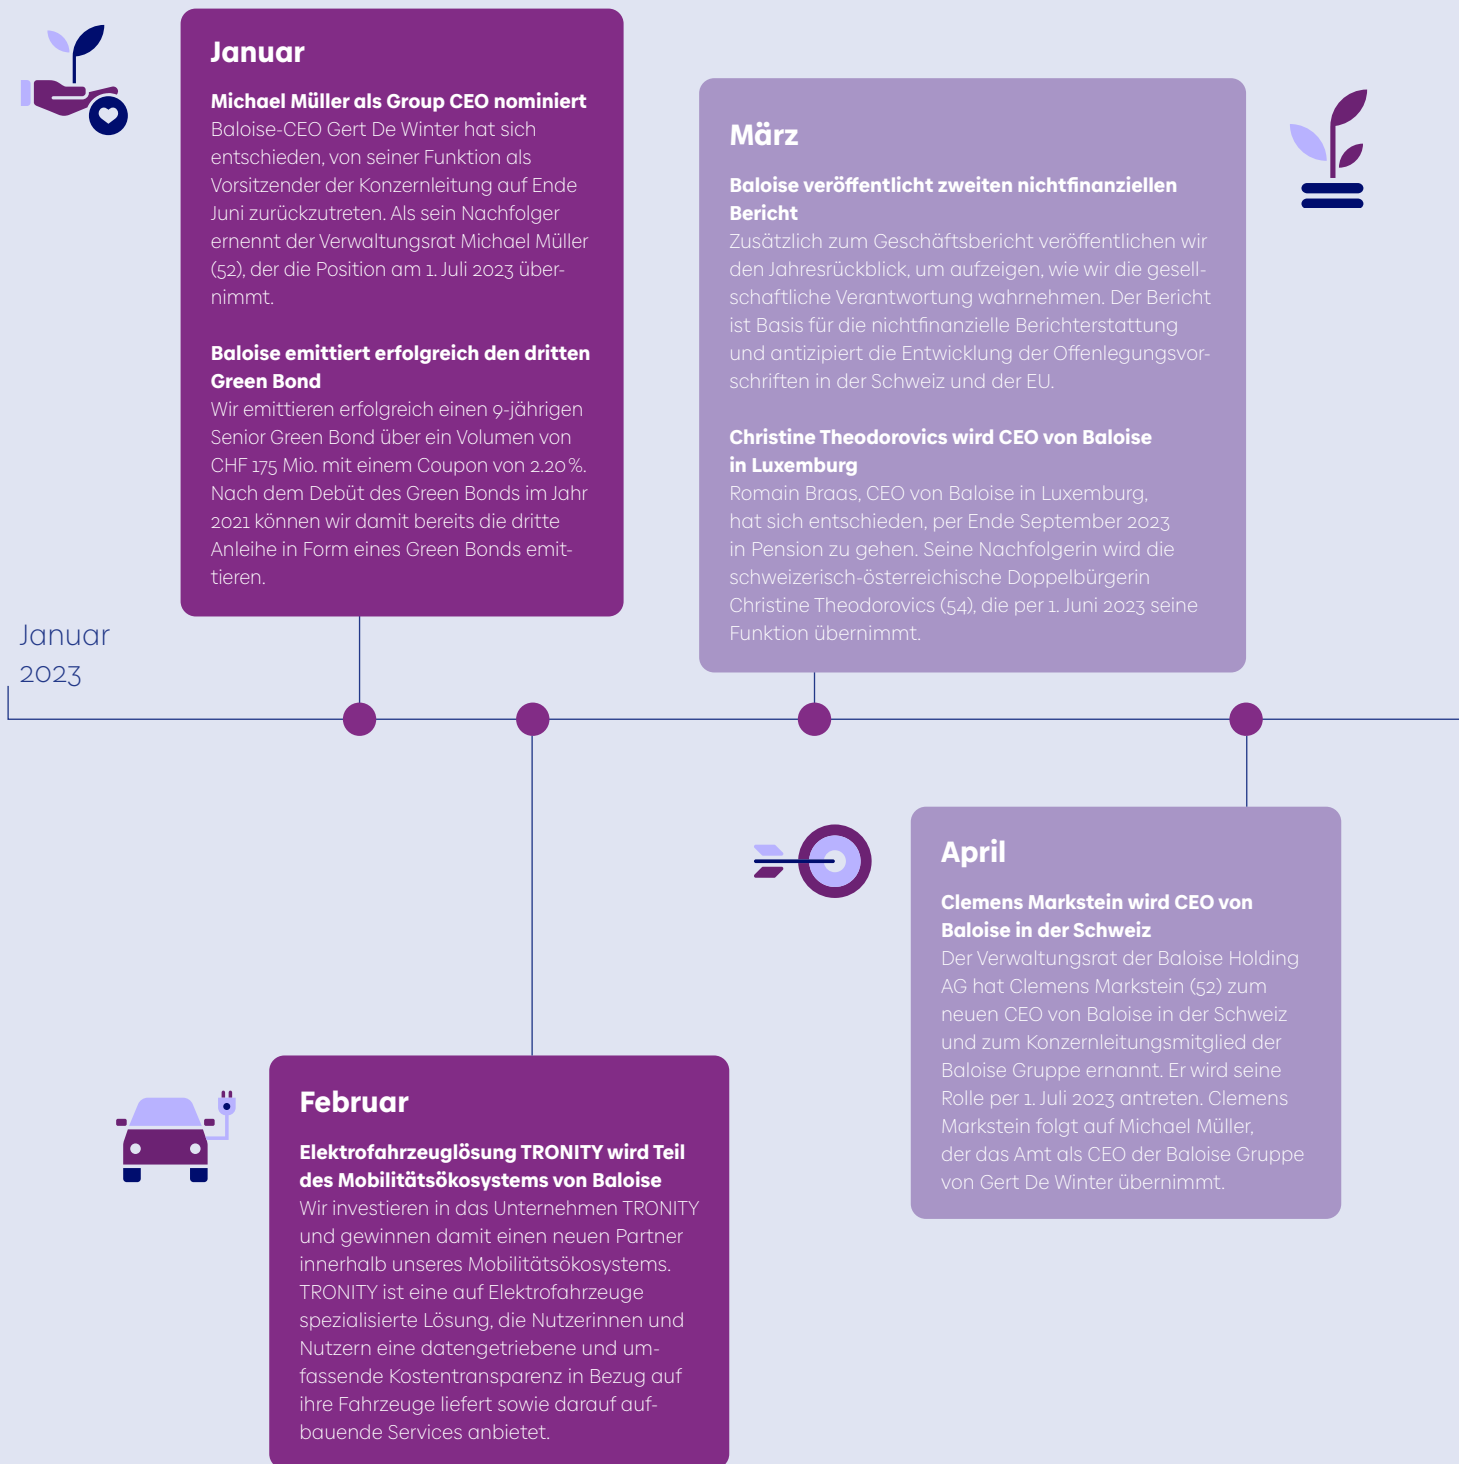 Januar
Michael Müller als Group CEO nominiert
Baloise-CEO Gert De Winter hat sich
entschieden, von seiner Funktion als
Vorsitzender der Konzernleitung auf Ende
Juni zurückzutreten. Als sein Nachfolger
ernennt der Verwaltungsrat Michael Müller
(52), der die Position am 1. Juli 2023 über-
nimmt.
Baloise emittiert erfolgreich den dritten
Green Bond
Wir emittieren erfolgreich einen 9-jährigen
Senior Green Bond über ein Volumen von
CHF 175 Mio. mit einem Coupon von 2.20 %.
Nach dem Debüt des Green Bonds im Jahr
2021 können wir damit bereits die dritte
Anleihe in Form eines Green Bonds emit-
tieren.
März
Baloise veröffentlicht zweiten nichtfinanziellen
Bericht
Zusätzlich zum Geschäftsbericht veröffentlichen wir
den Jahresrückblick, um aufzeigen, wie wir die gesell-
schaftliche Verantwortung wahrnehmen. Der Bericht
ist Basis für die nichtfinanzielle Berichterstattung
und antizipiert die Entwicklung der Offenlegungsvor-
schriften in der Schweiz und der EU.
Christine Theodorovics wird CEO von Baloise
in Luxemburg
Romain Braas, CEO von Baloise in Luxemburg,
hat sich entschieden, per Ende September 2023
in Pension zu gehen. Seine Nachfolgerin wird die
schweizerisch-österreichische Doppelbürgerin
Christine Theodorovics (54), die per 1. Juni 2023 seine
Funktion übernimmt.
Januar
2023
April
Clemens Markstein wird CEO von
Baloise in der Schweiz
Der Verwaltungsrat der Baloise Holding
AG hat Clemens Markstein (52) zum
neuen CEO von Baloise in der Schweiz
und zum Konzernleitungsmitglied der
Baloise Gruppe ernannt. Er wird seine
Rolle per 1. Juli 2023 antreten. Clemens
Markstein folgt auf Michael Müller,
der das Amt als CEO der Baloise Gruppe
von Gert De Winter übernimmt.
Februar
Elektrofahrzeuglösung TRONITY wird Teil
des Mobilitätsökosystems von Baloise
Wir investieren in das Unternehmen TRONITY
und gewinnen damit einen neuen Partner
innerhalb unseres Mobilitätsökosystems.
TRONITY ist eine auf Elektrofahrzeuge
spezialisierte Lösung, die Nutzerinnen und
Nutzern eine datengetriebene und um-
fassende Kostentransparenz in Bezug auf
ihre Fahrzeuge liefert sowie darauf auf-
bauende Services anbietet.